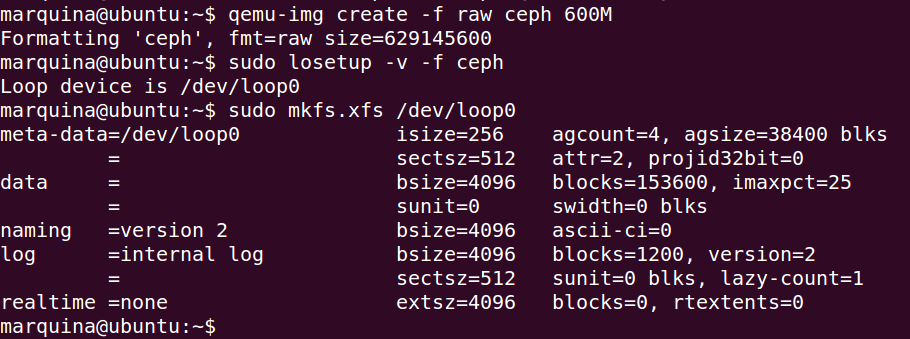 marquina@ubuntu:~$ qemu-img create -f raw ceph 600M
Formatting 'ceph', fmt=raw size=629145600
marquina@ubuntu:~$ sudo losetup -v -f ceph
Loop device is /dev/loop0
marquina@ubuntu:~$ sudo mkfs.xfs /dev/loop0
meta-data=/dev/loop0             isize=256    agcount=4, agsize=38400 blks
         =                       sectsz=512   attr=2, projid32bit=0
data     =                       bsize=4096   blocks=153600, imaxpct=25
         =                       sunit=0      swidth=0 blks
naming   =version 2              bsize=4096   ascii-ci=0
log      =internal log           bsize=4096   blocks=1200, version=2
         =                       sectsz=512   sunit=0 blks, lazy-count=1
realtime =none                   extsz=4096   blocks=0, rtextents=0
marquina@ubuntu:~$